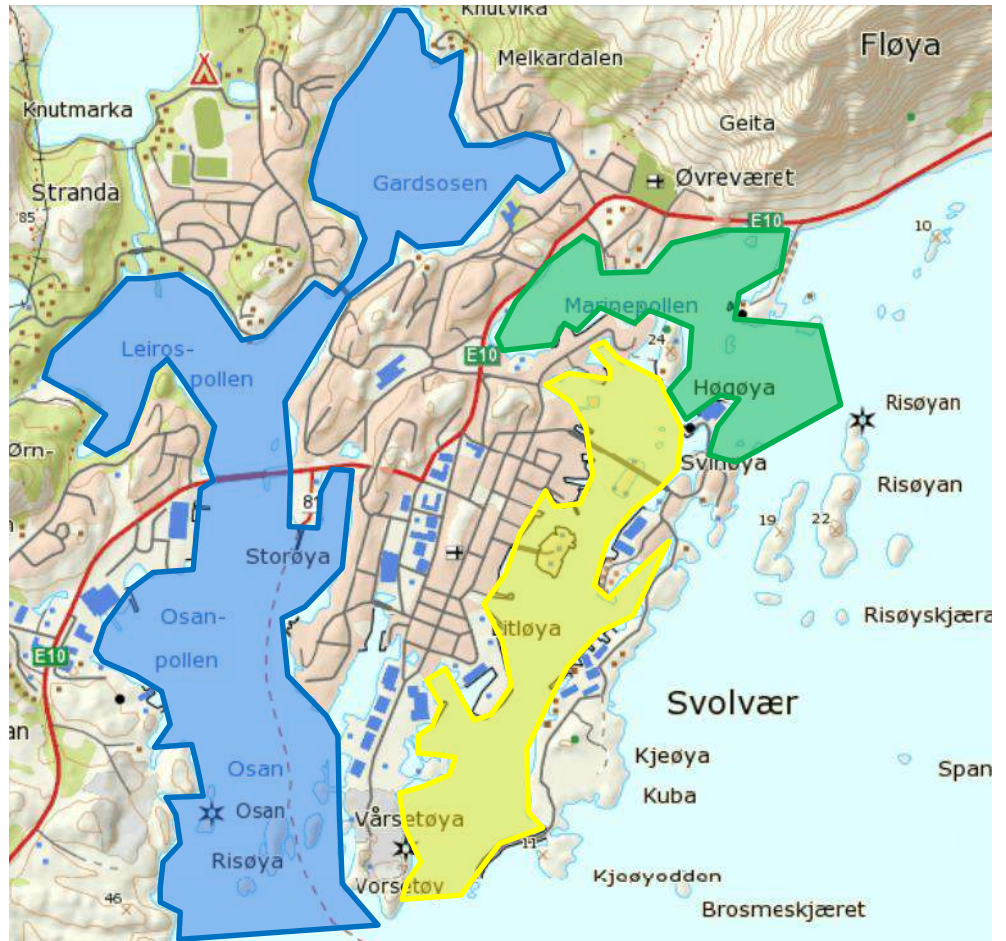 Knutvika
Fløya
Melkardalen
Knutmarka
Geita
Stranda
Gardsosen
Øvreværet
85
E10
10
Marinepollen
Leiros-
pollen
E10
24
Høgøya
Risøyan
Ørn-
Svinøya
Risøyan
81
19
22
Storøya
Osan-
pollen
Litløya
Risøyskjæra
E10
Svolvær
an
Osan
Kjeøya
Span
Kuba
Osan
Vårsetøya
Risøya
11
Vorsetøy
Kjeøyodden
46
Brosmeskjæret